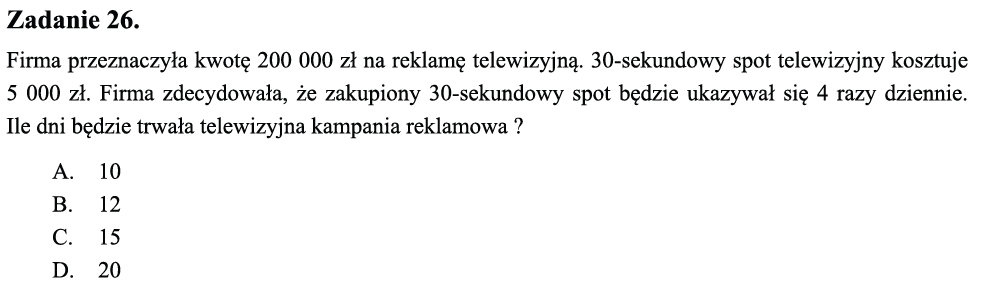 Zadanie 26.
Firma przeznaczyła kwotę 200 000 zł na reklamę telewizyjną. 30-sekundowy spot telewizyjny kosztuje
5 000 zł. Firma zdecydowała, że zakupiony 30-sekundowy spot będzie ukazywał się 4 razy dziennie.
Ile dni będzie trwała telewizyjna kampania reklamowa ?
A. 10
B. 12
C. 15
D. 20